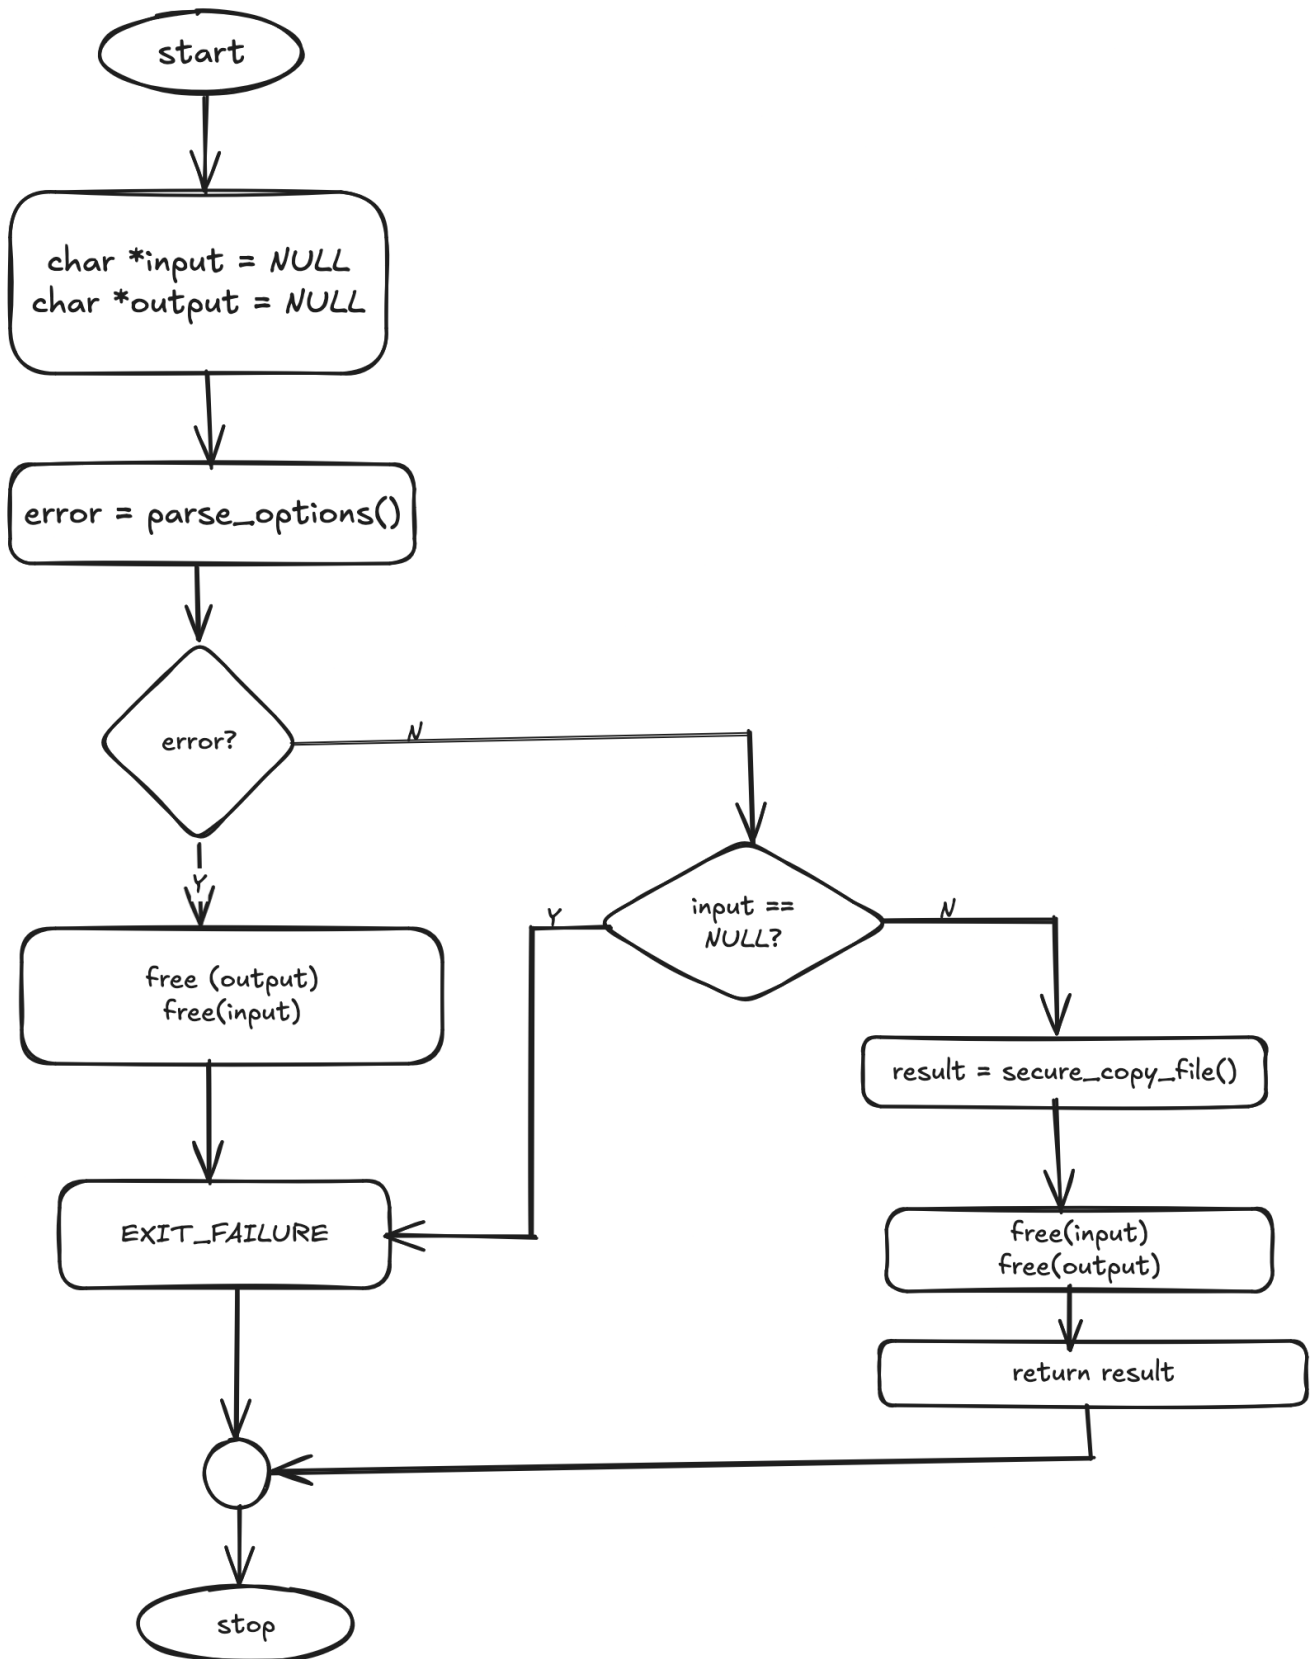 start
char *input = NULL
char *output = NULL
error = parse_options()
error?
N
Y
input ==
NULL?
Y
N
free (output)
free(input)
result = secure_copy_file()
EXIT_FAILURE
free(input)
free(output)
return result
stop